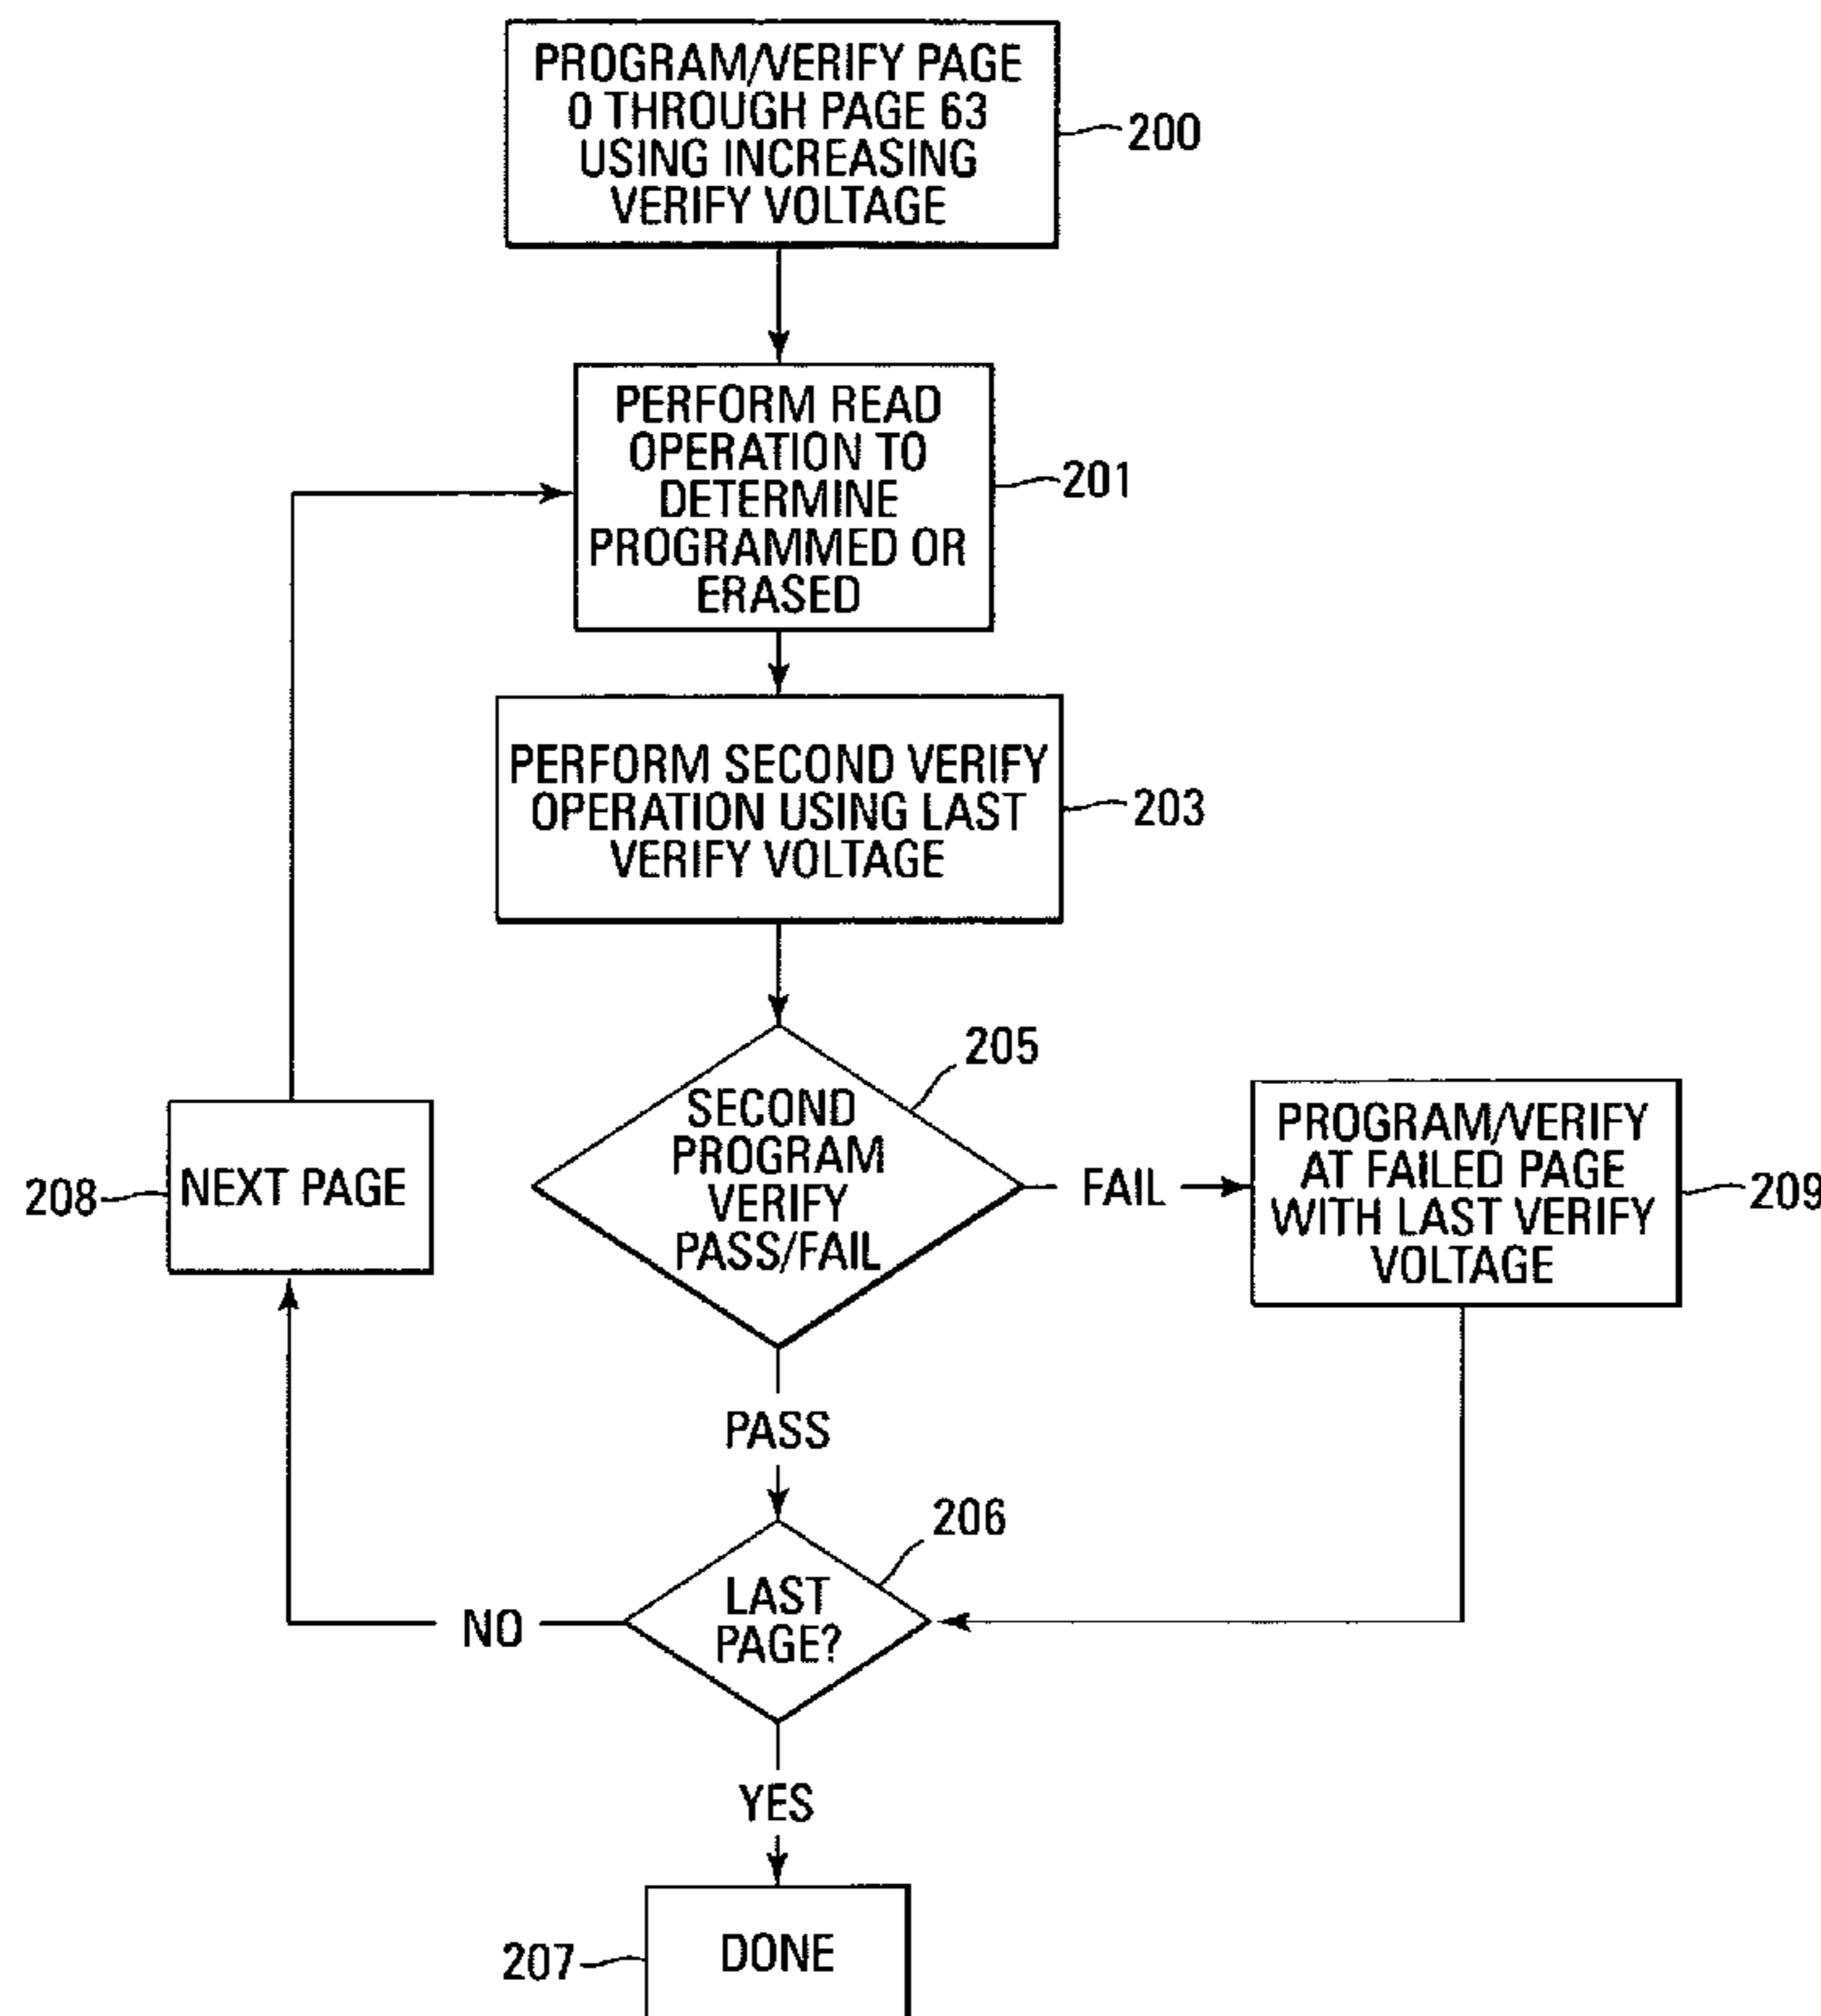 PROGRAM/VERIFY PAGE
0 THROUGH PAGE 63
USING INCREASING
VERIFY VOLTAGE
200
PERFORM READ
OPERATION TO
DETERMINE
PROGRAMMED OR
ERASED
201
PERFORM SECOND VERIFY
OPERATION USING LAST
VERIFY VOLTAGE
203
205
SECOND
PROGRAM
VERIFY
PASS/FAIL
FAIL
PROGRAM/VERIFY
AT FAILED PAGE
WITH LAST VERIFY
VOLTAGE
209
208
NEXT PAGE
PASS
206
LAST
PAGE?
NO
YES
207
DONE